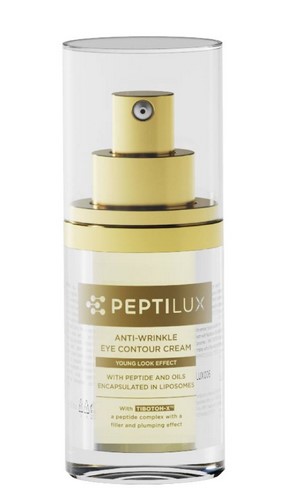 PEPTILUX
ANTI-WRINKLE
EYE CONTOUR CREAM
YOUNG LOOK EFFECT
WITH PEPTIDE AND OILS
ENCAPSULATED IN LIPOSOMES
With TIBOTOH-X™
a peptide complex with a
filler and plumping effect